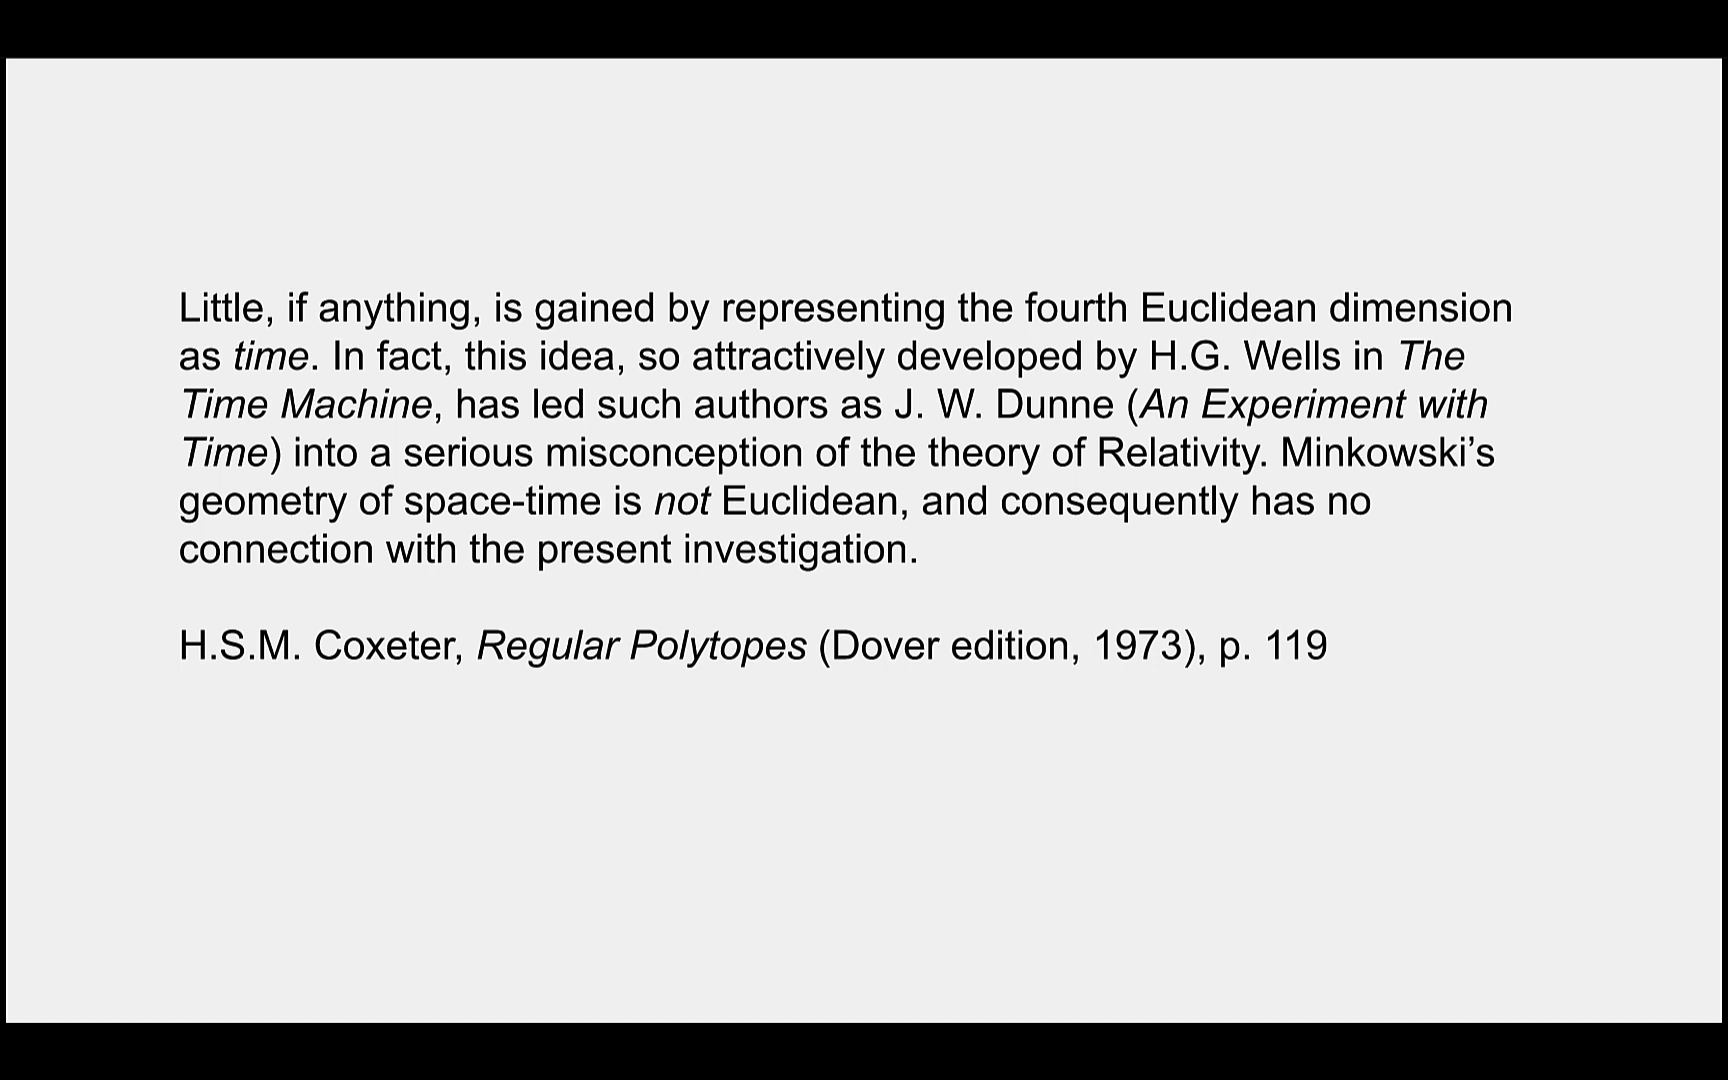 Little, if anything, is gained by representing the fourth Euclidean dimension
as time. In fact, this idea, so attractively developed by H.G. Wells in The
Time Machine, has led such authors as J. W. Dunne (An Experiment with
Time) into a serious misconception of the theory of Relativity. Minkowski’s
geometry of space-time is not Euclidean, and consequently has no
connection with the present investigation.
H.S.M. Coxeter, Regular Polytopes (Dover edition, 1973), p. 119